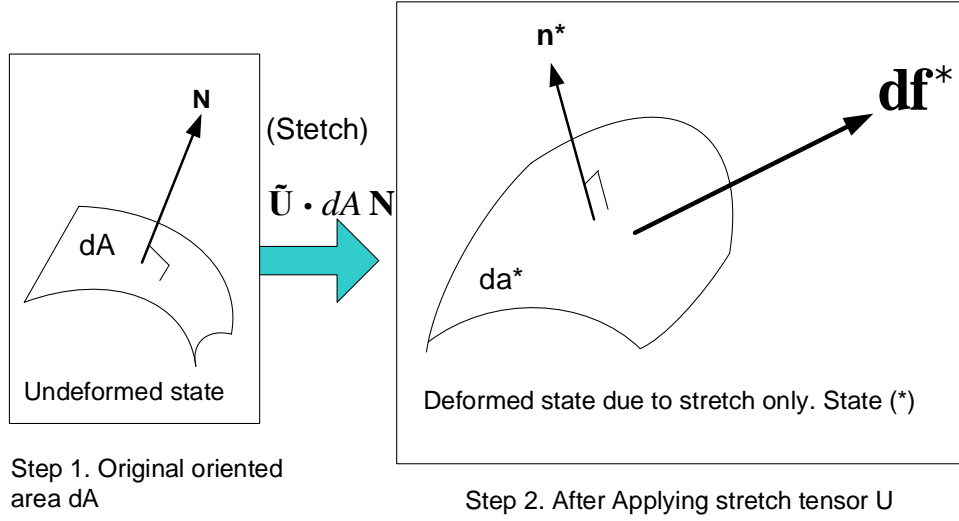 N
dA
Undeformed state
Step 1. Original oriented
area dA
(Stetch)
Ũ · dA N
n*
df*
da*
Deformed state due to stretch only. State (*)
Step 2. After Applying stretch tensor U